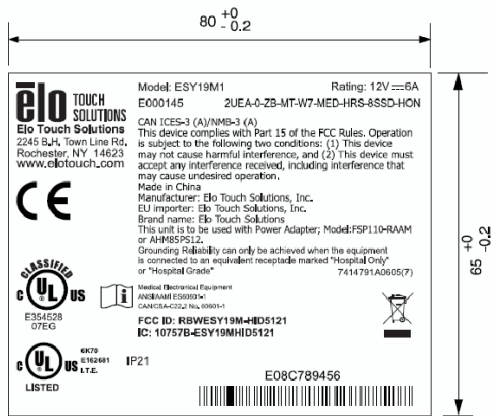 80 +0 -0.2
65 +0 -0.2
elo TOUCH SOLUTIONS
Elo Touch Solutions
2245 B.H. Town Line Rd,
Rochester, NY 14623
www.elotouch.com
Model: ESY19M1 Rating: 12V⎓6A
E000145 2UEA-0-ZB-MT-W7-MED-HRS-8SSD-HON
CAN ICES-3 (A)/NMB-3 (A)
This device complies with Part 15 of the FCC Rules. Operation
is subject to the following two conditions: (1) This device
may not cause harmful interference, and (2) This device must
accept any interference received, including interference that
may cause undesired operation.
Made in China
Manufacturer: Elo Touch Solutions, Inc.
EU importer: Elo Touch Solutions, Inc.
Brand name: Elo Touch Solutions
This unit is to be used with Power Adapter; Model:FSP110-RAAM
or AHM85PS12.
Grounding Reliability can only be achieved when the equipment
is connected to an equivalent receptacle marked "Hospital Only"
or "Hospital Grade" 7414791A0605(7)
CE
CLASSIFIED
C UL US
E354528
07EG
i
Medical Electronical Equipment
ANSI/AAMI ES60601-1
CAN/CSA-C22.2 No. 60601-1
FCC ID: RBWESY19M-HID5121
IC: 10757B-ESY19MHID5121
C UL US
LISTED
6K70
E162681
I.T.E.
IP21
E08C789456